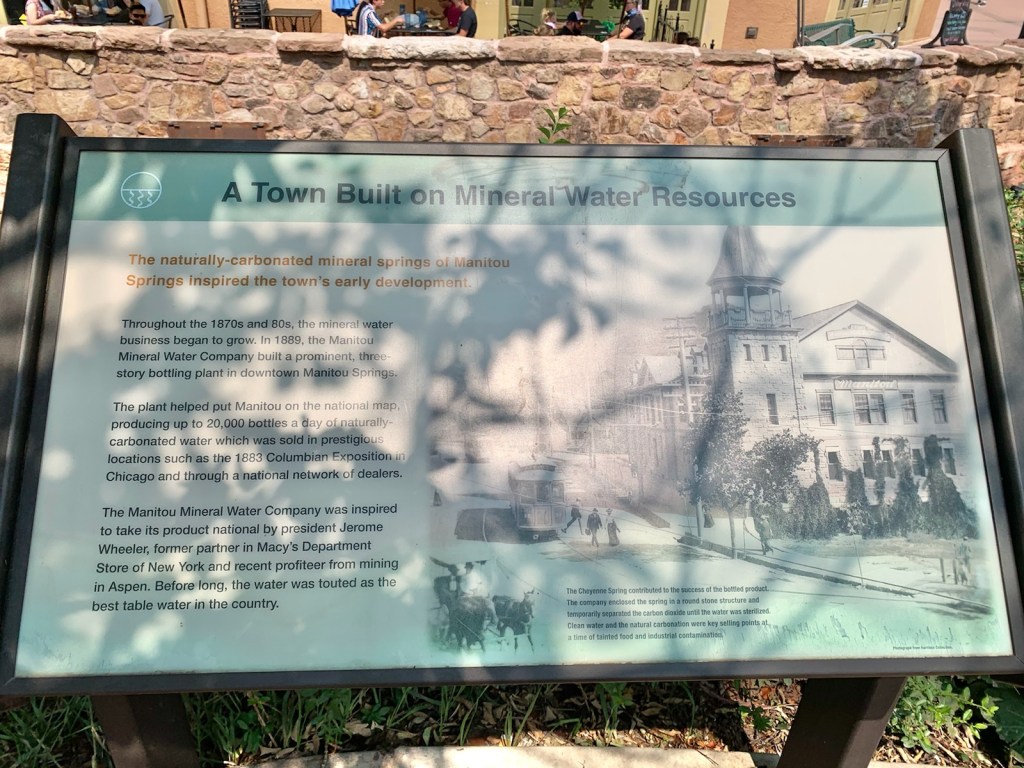 A Town Built on Mineral Water Resources
The naturally-carbonated mineral springs of Manitou
Springs inspired the town's early development.
Throughout the 1870s and 80s, the mineral water
business began to grow. In 1889, the Manitou
Mineral Water Company built a prominent, three-
story bottling plant in downtown Manitou Springs.
The plant helped put Manitou on the national map,
producing up to 20,000 bottles a day of naturally-
carbonated water which was sold in prestigious
locations such as the 1883 Columbian Exposition in
Chicago and through a national network of dealers.
The Manitou Mineral Water Company was inspired
to take its product national by president Jerome
Wheeler, former partner in Macy's Department
Store of New York and recent profiteer from mining
in Aspen. Before long, the water was touted as the
best table water in the country.
Manitou
The Cheyenne Spring contributed to the success of the bottled product.
The company enclosed the spring in a round stone structure and
temporarily separated the carbon dioxide until the water was sterilized.
Clean water and the natural carbonation were key selling points at
a time of tainted food and industrial contamination.